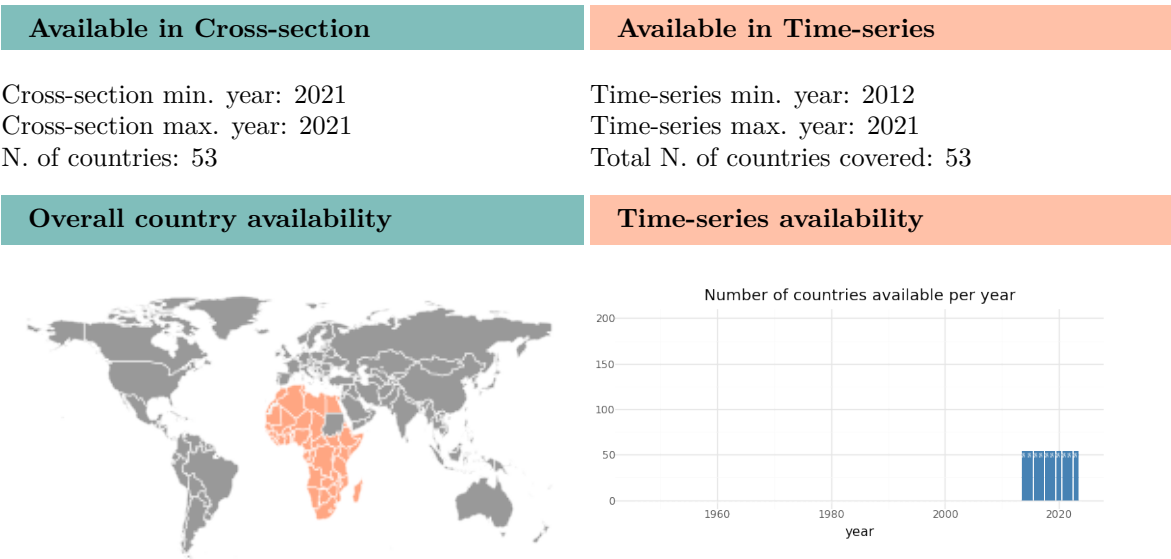 Available in Cross-section
Available in Time-series
Cross-section min. year: 2021
Cross-section max. year: 2021
N. of countries: 53
Time-series min. year: 2012
Time-series max. year: 2021
Total N. of countries covered: 53
Overall country availability
Time-series availability
Number of countries available per year
200
150
100
50
0
1960
1980
2000
2020
year